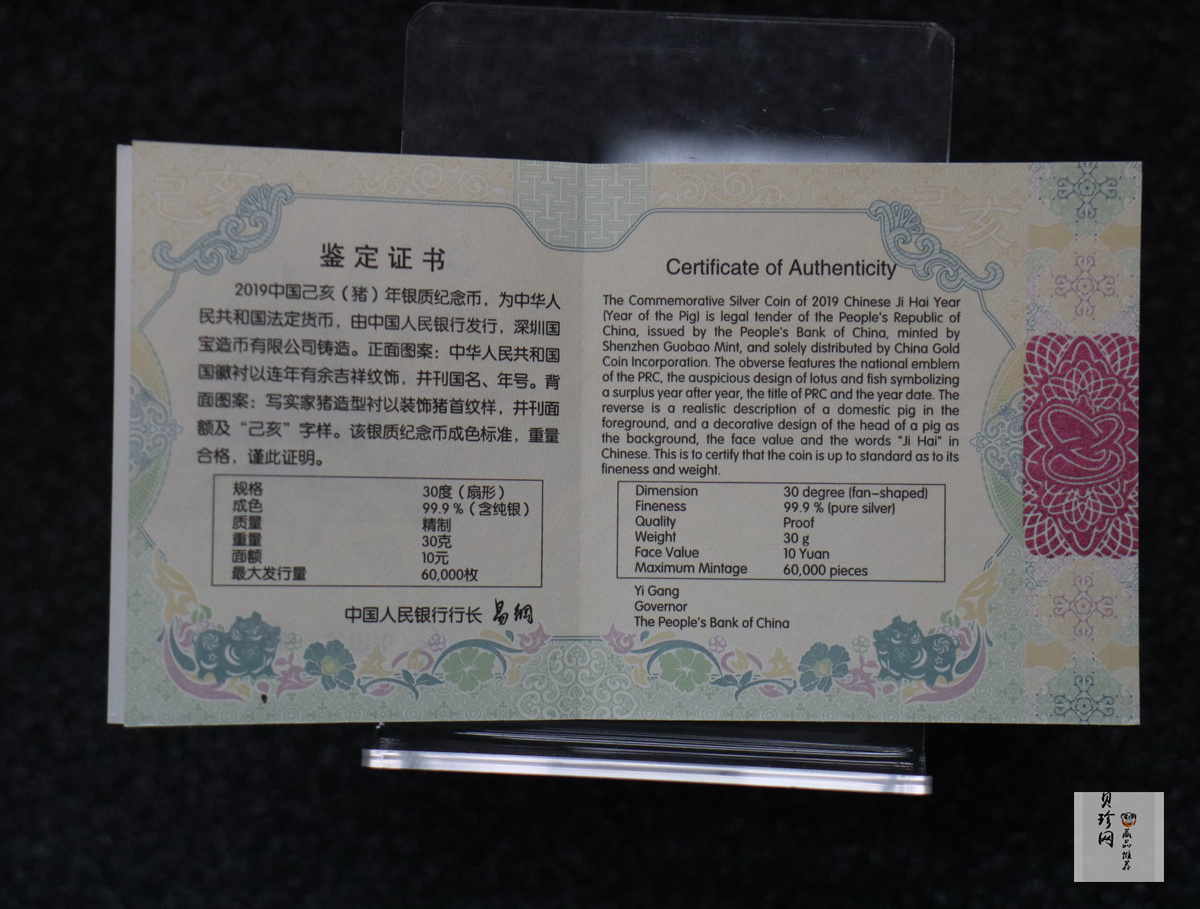 鉴定证书
2019中国己亥（猪）年银质纪念币，为中华人
民共和国法定货币，由中国人民银行发行，深圳国
宝造币有限公司铸造。正面图案：中华人民共和国
国徽衬以连年有余吉祥纹饰，并刊国名、年号。背
面图案：写实家猪造型衬以装饰猪首纹样，并刊面
额及“己亥”字样。该银质纪念币成色标准，重量
合格，谨此证明。
规格 30度（扇形）
成色 99.9％（含纯银）
质量 精制
重量 30克
面额 10元
最大发行量 60,000枚
中国人民银行行长 易纲
Certificate of Authenticity
The Commemorative Silver Coin of 2019 Chinese Ji Hai Year
(Year of the Pig) is legal tender of the People's Republic of
China, issued by the People's Bank of China, minted by
Shenzhen Guobao Mint, and solely distributed by China Gold
Coin Incorporation. The obverse features the national emblem
of the PRC, the auspicious design of lotus and fish symbolizing
a surplus year after year, the title of PRC and the year date. The
reverse is a realistic description of a domestic pig in the
foreground, and a decorative design of the head of a pig as
the background, the face value and the words "Ji Hai" in
Chinese. This is to certify that the coin is up to standard as to its
fineness and weight.
Dimension 30 degree (fan-shaped)
Fineness 99.9 % (pure silver)
Quality Proof
Weight 30 g
Face Value 10 Yuan
Maximum Mintage 60,000 pieces
Yi Gang
Governor
The People's Bank of China
己亥
己亥
贝珍网
藏品推荐